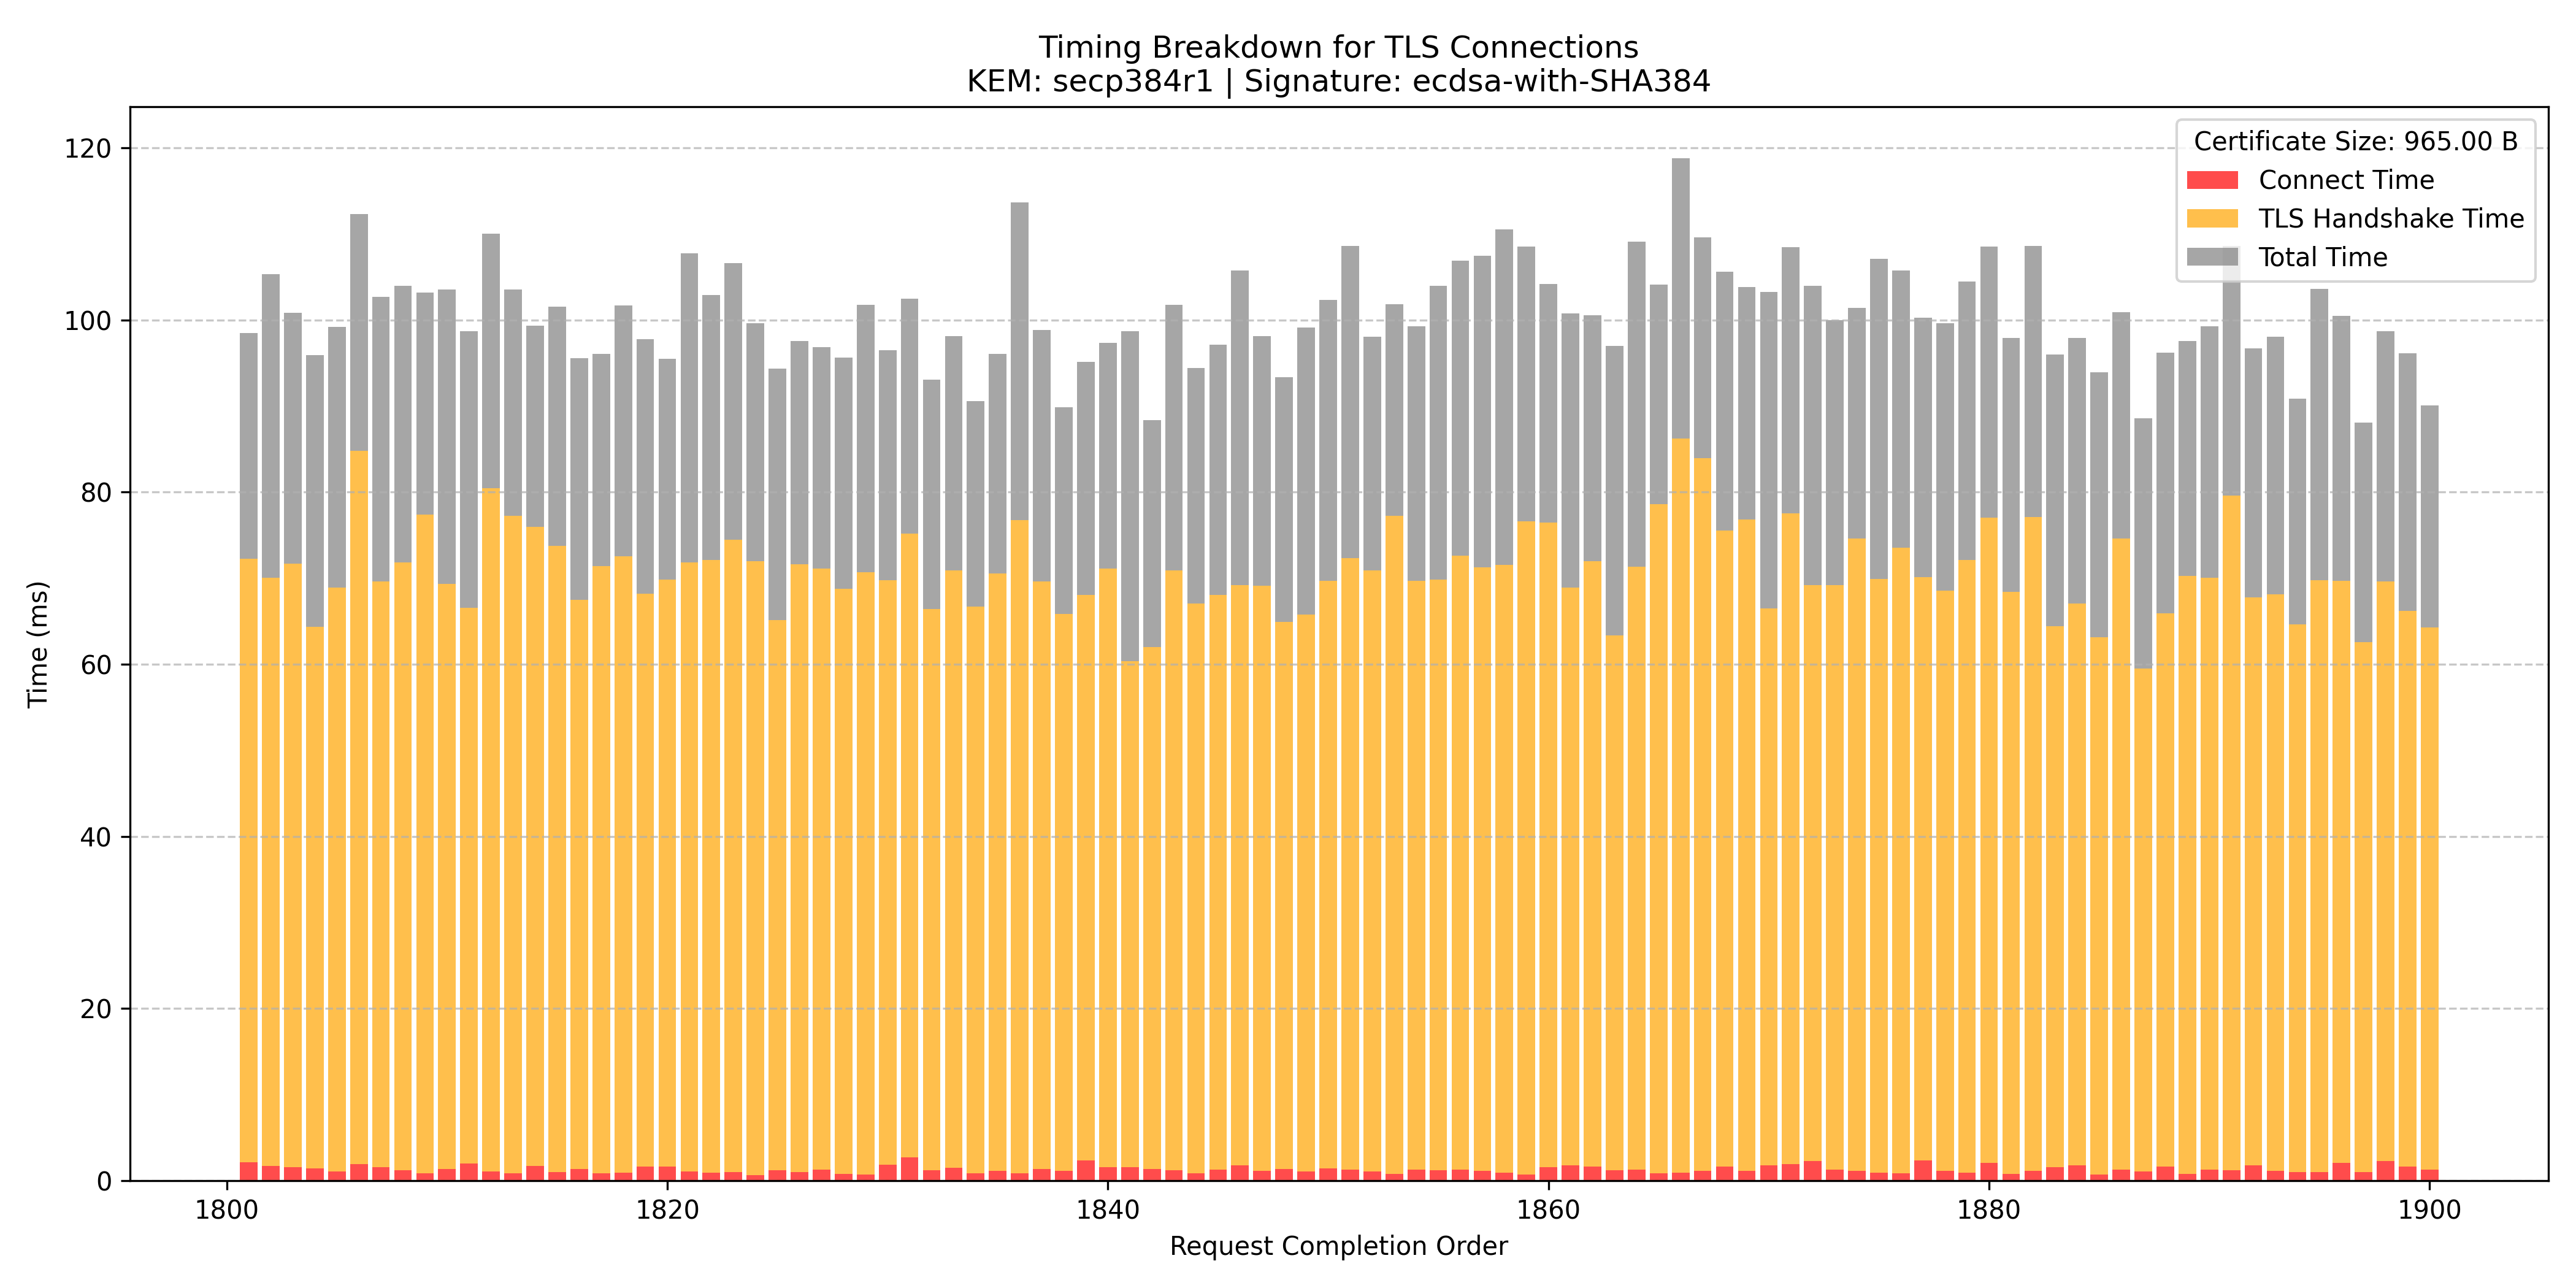 Timing Breakdown for TLS Connections
KEM: secp384r1 | Signature: ecdsa-with-SHA384
Certificate Size: 965.00 B
Connect Time
TLS Handshake Time
Total Time
Time (ms)
120
100
80
60
40
20
0
1800 1820 1840 1860 1880 1900
Request Completion Order